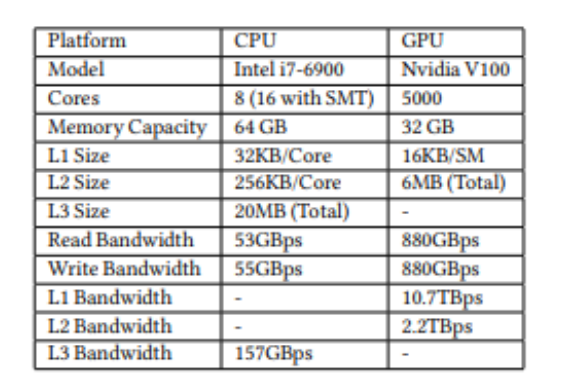 Platform CPU GPU
Model Intel i7-6900 Nvidia V100
Cores 8 (16 with SMT) 5000
Memory Capacity 64 GB 32 GB
L1 Size 32KB/Core 16KB/SM
L2 Size 256KB/Core 6MB (Total)
L3 Size 20MB (Total) -
Read Bandwidth 53GBps 880GBps
Write Bandwidth 55GBps 880GBps
L1 Bandwidth - 10.7TBps
L2 Bandwidth - 2.2TBps
L3 Bandwidth 157GBps -